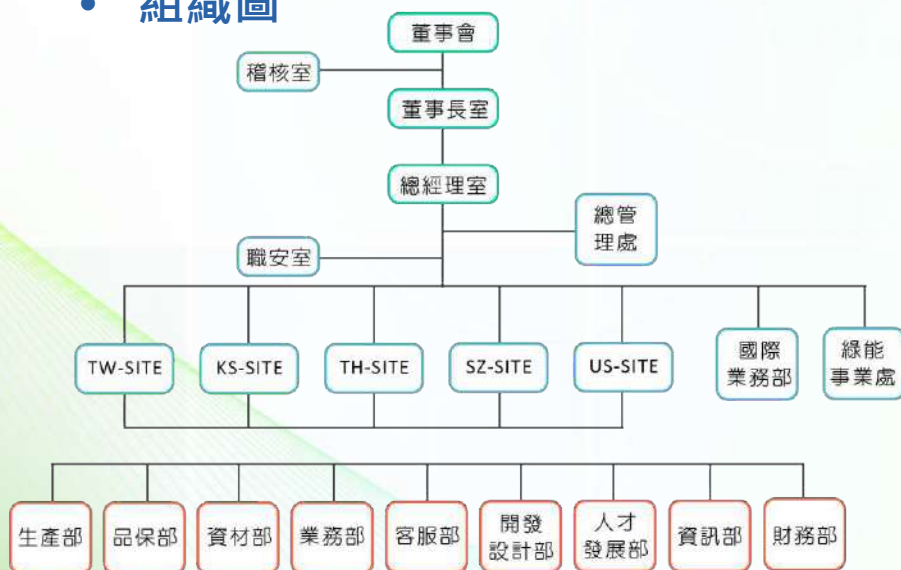 • 組織圖
董事會
稽核室
董事長室
總經理室
總管
理處
職安室
TW-SITE
KS-SITE
TH-SITE
SZ-SITE
US-SITE
國際
業務部
綠能
事業處
生產部
品保部
資材部
業務部
客服部
開發
設計部
人才
發展部
資訊部
財務部